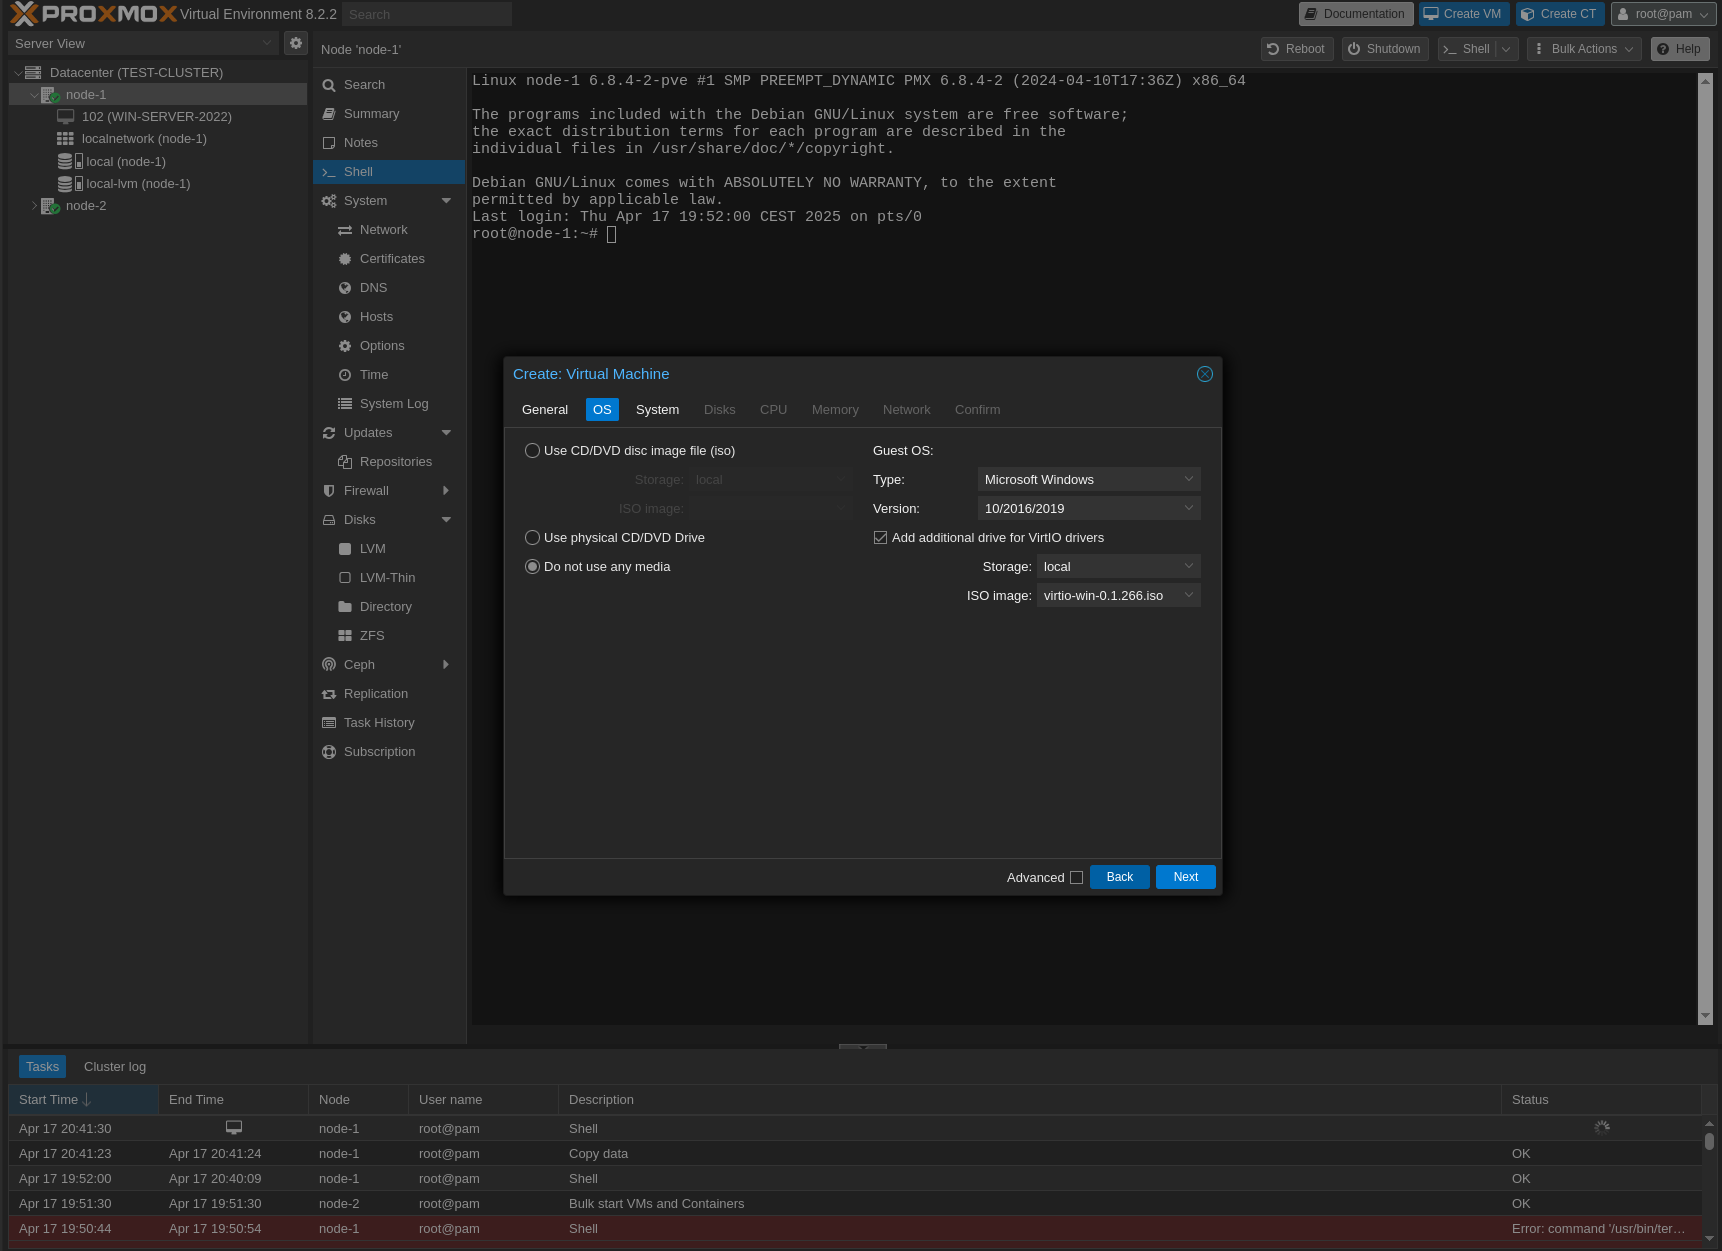 PROXMOX Virtual Environment 8.2.2 Search Documentation Create VM Create CT root@pam
Server View
Node 'node-1' Reboot Shutdown Shell Bulk Actions Help
Datacenter (TEST-CLUSTER)
node-1
102 (WIN-SERVER-2022)
localnetwork (node-1)
local (node-1)
local-lvm (node-1)
node-2
Search
Summary
Notes
Shell
System
Network
Certificates
DNS
Hosts
Options
Time
System Log
Updates
Repositories
Firewall
Disks
LVM
LVM-Thin
Directory
ZFS
Ceph
Replication
Task History
Subscription
Linux node-1 6.8.4-2-pve #1 SMP PREEMPT_DYNAMIC PMX 6.8.4-2 (2024-04-10T17:36Z) x86_64
The programs included with the Debian GNU/Linux system are free software;
the exact distribution terms for each program are described in the
individual files in /usr/share/doc/*/copyright.
Debian GNU/Linux comes with ABSOLUTELY NO WARRANTY, to the extent
permitted by applicable law.
Last login: Thu Apr 17 19:52:00 CEST 2025 on pts/0
root@node-1:~#
Create: Virtual Machine
General OS System Disks CPU Memory Network Confirm
Use CD/DVD disc image file (iso)
Storage: local
ISO image:
Use physical CD/DVD Drive
Do not use any media
Guest OS:
Type: Microsoft Windows
Version: 10/2016/2019
Add additional drive for VirtIO drivers
Storage: local
ISO image: virtio-win-0.1.266.iso
Advanced Back Next
Tasks Cluster log
Start Time End Time Node User name Description Status
Apr 17 20:41:30 node-1 root@pam Shell
Apr 17 20:41:23 Apr 17 20:41:24 node-1 root@pam Copy data OK
Apr 17 19:52:00 Apr 17 20:40:09 node-1 root@pam Shell OK
Apr 17 19:51:30 Apr 17 19:51:30 node-2 root@pam Bulk start VMs and Containers OK
Apr 17 19:50:44 Apr 17 19:50:54 node-1 root@pam Shell Error: command '/usr/bin/ter...